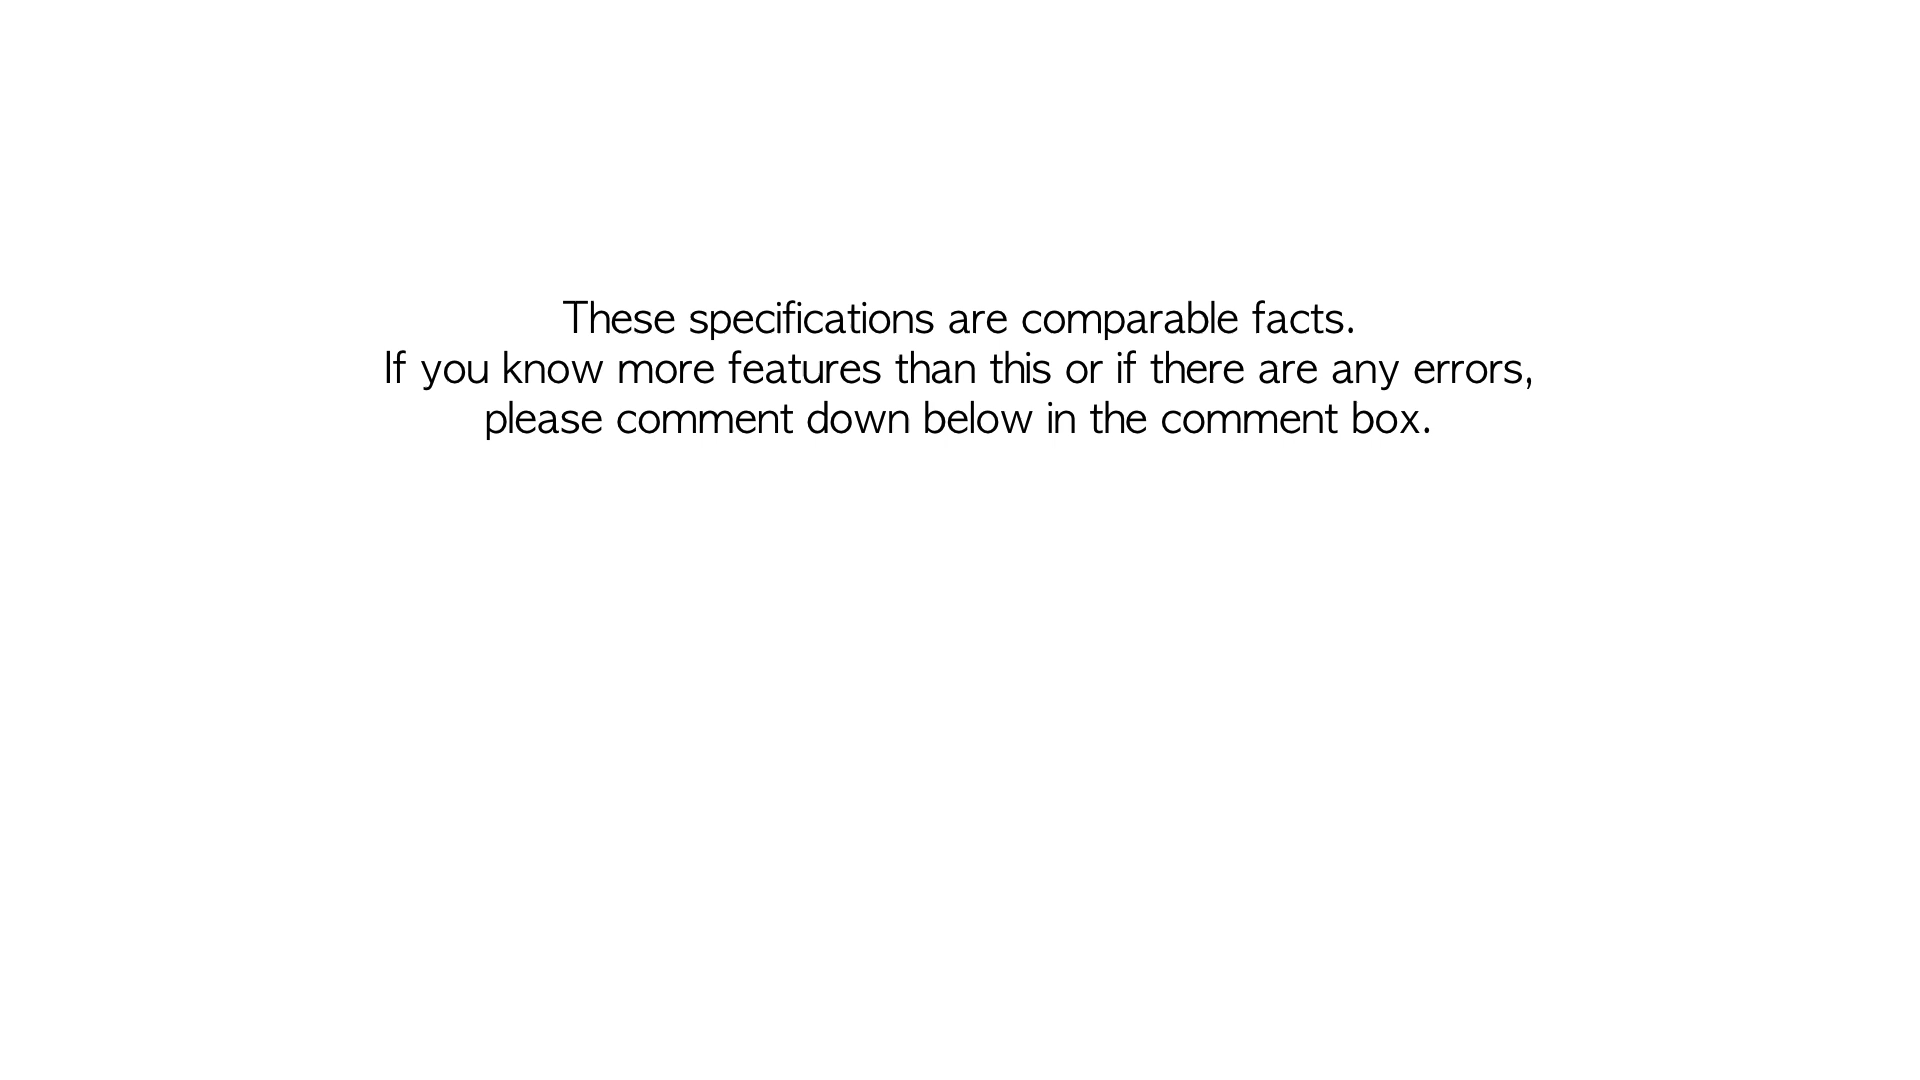 These specifications are comparable facts.
If you know more features than this or if there are any errors,
please comment down below in the comment box.